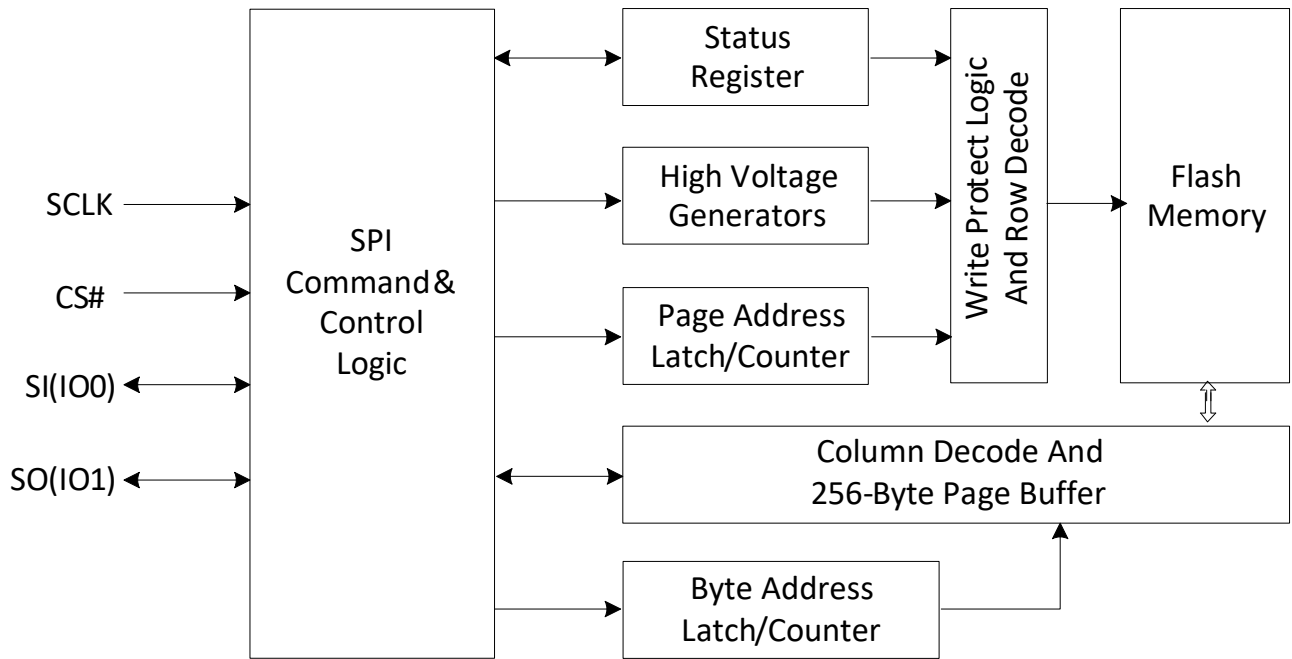 SCLK
CS#
SI(IO0)
SO(IO1)
SPI
Command&
Control
Logic
Status
Register
High Voltage
Generators
Page Address
Latch/Counter
Write Protect Logic
And Row Decode
Flash
Memory
Column Decode And
256-Byte Page Buffer
Byte Address
Latch/Counter